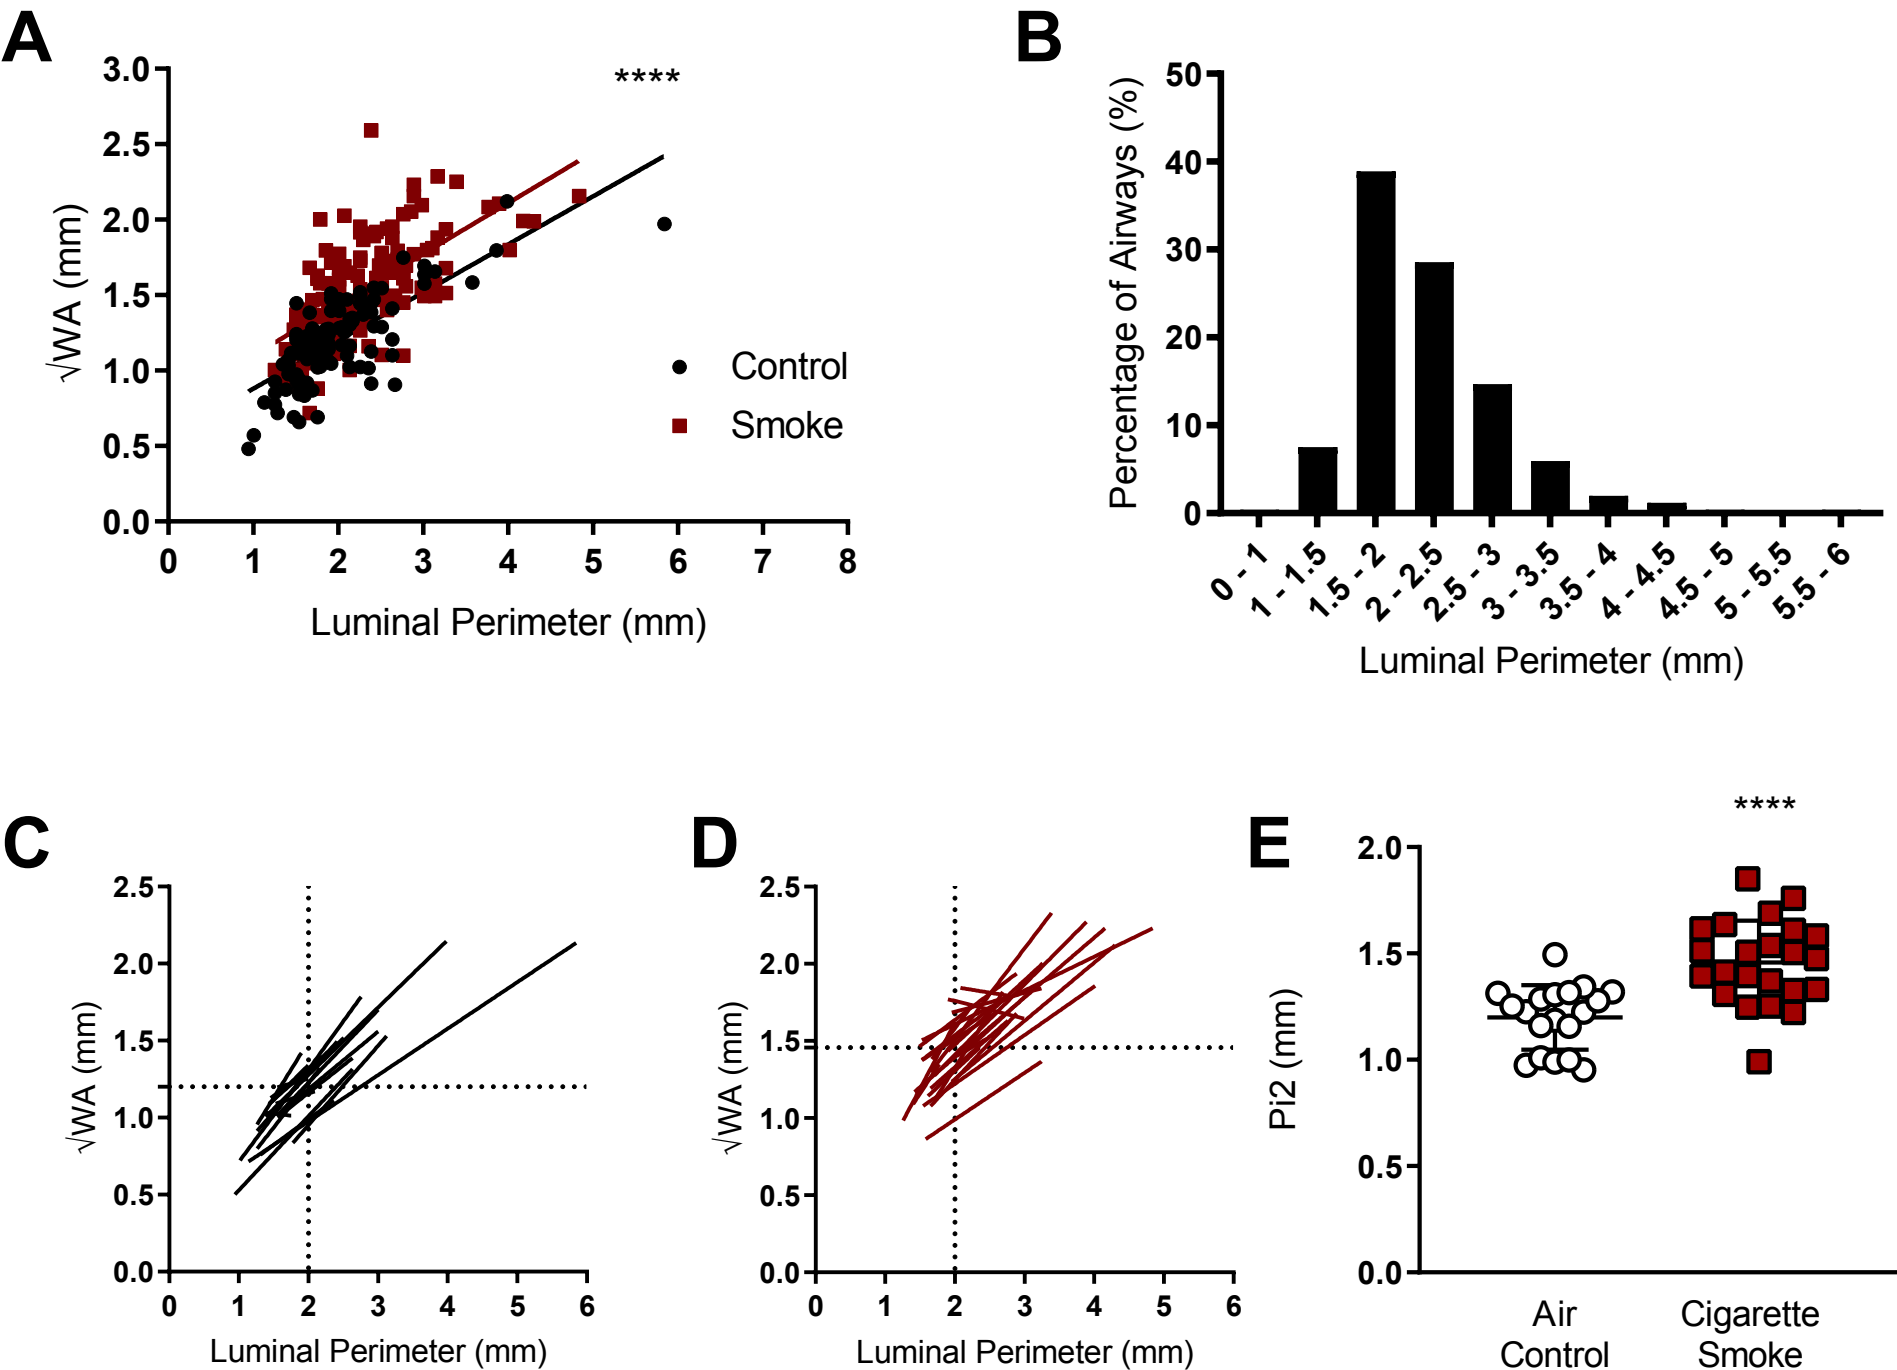 A
3.0
2.5
2.0
1.5
1.0
0.5
0.0
√WA (mm)
****
Control
Smoke
0 1 2 3 4 5 6 7 8
Luminal Perimeter (mm)
B
50
40
30
20
10
0
Percentage of Airways (%)
0 - 1
1 - 1.5
1.5 - 2
2 - 2.5
2.5 - 3
3 - 3.5
3.5 - 4
4 - 4.5
4.5 - 5
5 - 5.5
5.5 - 6
Luminal Perimeter (mm)
C
2.5
2.0
1.5
1.0
0.5
0.0
√WA (mm)
0 1 2 3 4 5 6
Luminal Perimeter (mm)
D
2.5
2.0
1.5
1.0
0.5
0.0
√WA (mm)
0 1 2 3 4 5 6
Luminal Perimeter (mm)
E
****
2.0
1.5
1.0
0.5
0.0
Pi2 (mm)
Air
Control
Cigarette
Smoke